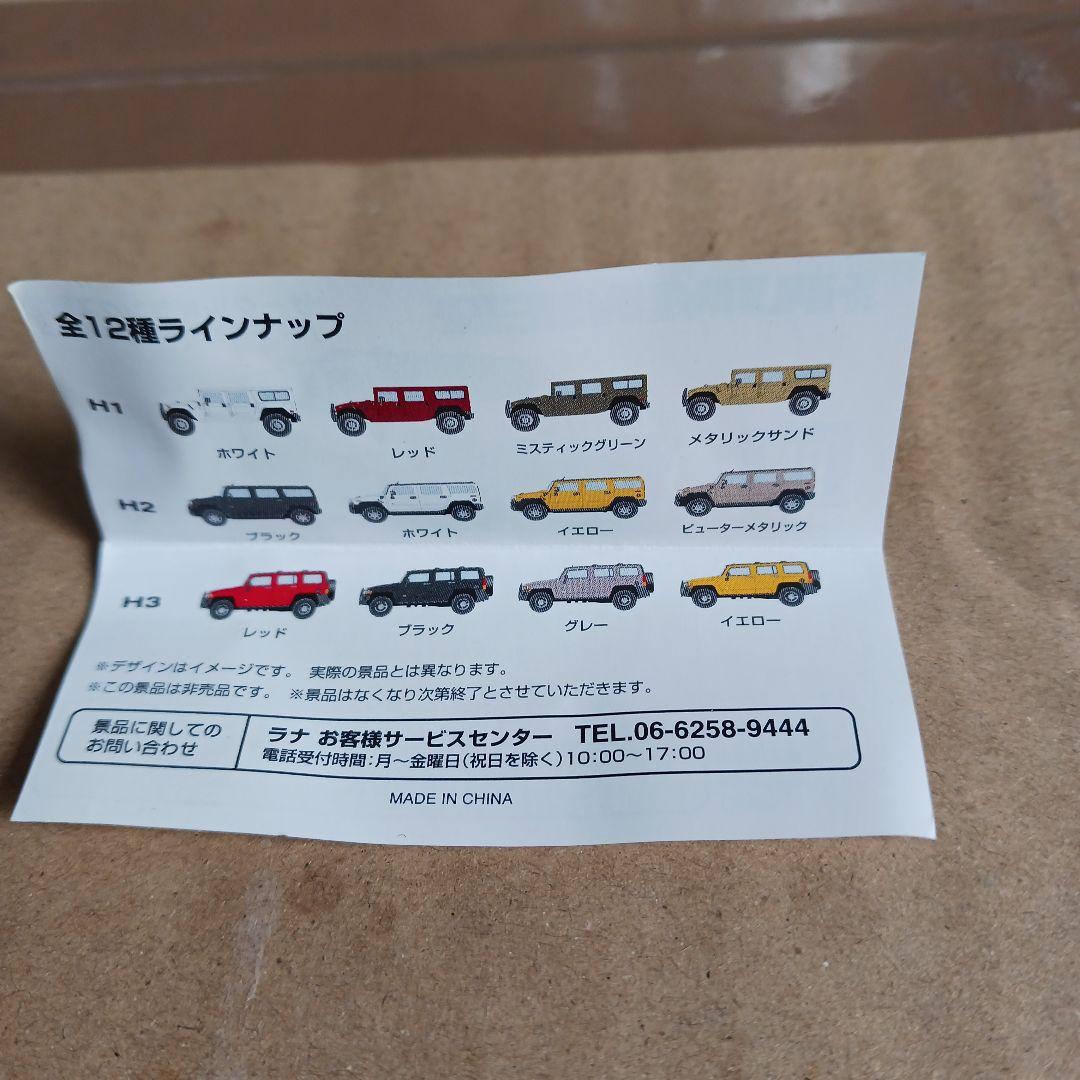 全12種ラインナップ
H1
ホワイト レッド ミスティックグリーン メタリックサンド
H2
ブラック ホワイト イエロー ピューターメタリック
H3
レッド ブラック グレー イエロー
※デザインはイメージです。 実際の景品とは異なります。
※この景品は非売品です。 ※景品はなくなり次第終了とさせていただきます。
景品に関しての
お問い合わせ
ラナ お客様サービスセンター TEL.06-6258-9444
電話受付時間:月〜金曜日(祝日を除く)10:00〜17:00
MADE IN CHINA